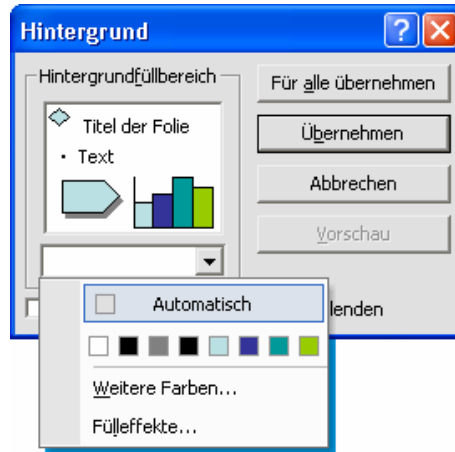 Hintergrund
Hintergrundfüllbereich
Titel der Folie
• Text
Für alle übernehmen
Übernehmen
Abbrechen
Vorschau
lenden
Automatisch
Weitere Farben...
Fülleffekte...